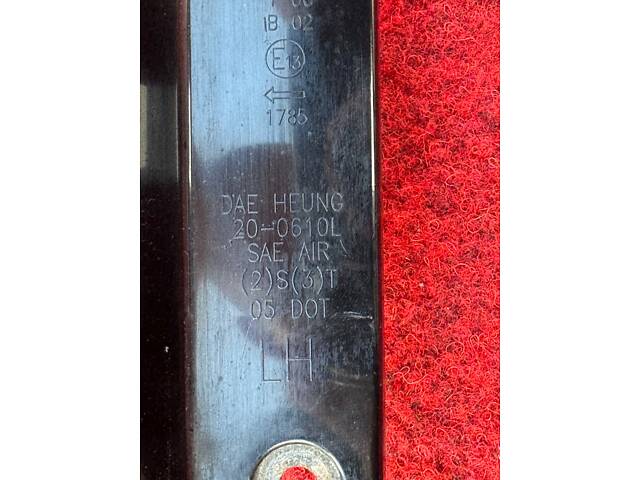 IB 02
E13
1785
DAE HEUNG
20-0610L
SAE AIR
(2)S(3)T
05 DOT
LH